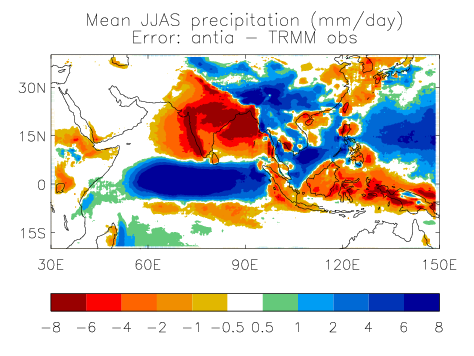 Mean JJAS precipitation (mm/day)
Error: antia - TRMM obs
30N
15N
0
15S
30E 60E 90E 120E 150E
-8 -6 -4 -2 -1 -0.5 0.5 1 2 4 6 8